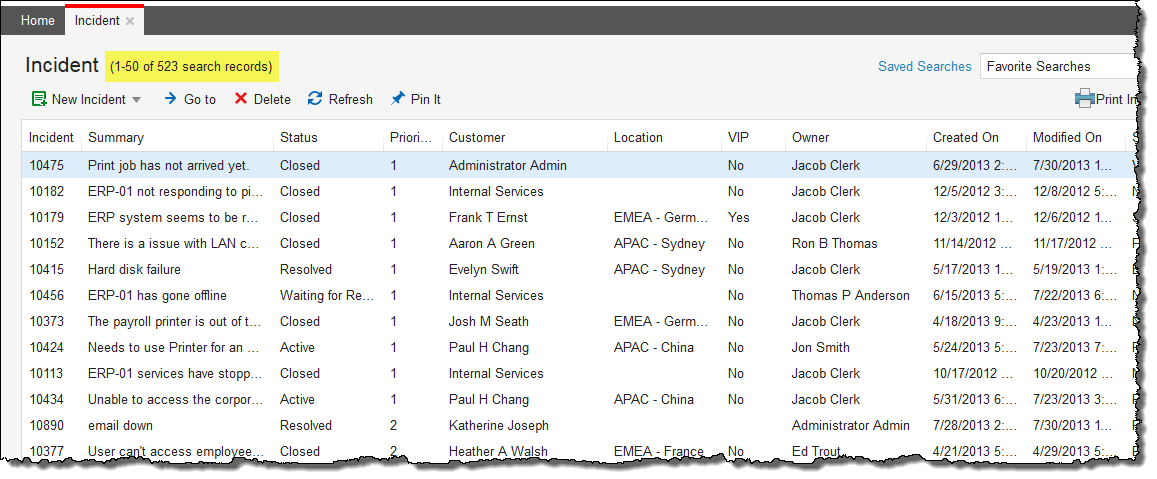 Home Incident
Incident (1-50 of 523 search records) Saved Searches Favorite Searches
New Incident Go to Delete Refresh Pin It Print In
Incident Summary Status Priori... Customer Location VIP Owner Created On Modified On S
10475 Print job has not arrived yet. Closed 1 Administrator Admin No Jacob Clerk 6/29/2013 2:... 7/30/2013 1...
10182 ERP-01 not responding to pi... Closed 1 Internal Services No Jacob Clerk 12/5/2012 3:... 12/8/2012 5:...
10179 ERP system seems to be r... Closed 1 Frank T Ernst EMEA - Germ... Yes Jacob Clerk 12/3/2012 1... 12/6/2012 1...
10152 There is a issue with LAN c... Closed 1 Aaron A Green APAC - Sydney No Ron B Thomas 11/14/2012 ... 11/17/2012 ...
10415 Hard disk failure Resolved 1 Evelyn Swift APAC - Sydney No Jacob Clerk 5/17/2013 1... 5/19/2013 1:...
10456 ERP-01 has gone offline Waiting for Re... 1 Internal Services No Thomas P Anderson 6/15/2013 5:... 7/22/2013 6:...
10373 The payroll printer is out of t... Closed 1 Josh M Seath EMEA - Germ... No Jacob Clerk 4/18/2013 9:... 4/23/2013 1...
10424 Needs to use Printer for an ... Active 1 Paul H Chang APAC - China No Jon Smith 5/24/2013 5:... 7/23/2013 7:...
10113 ERP-01 services have stopp... Closed 1 Internal Services No Jacob Clerk 10/17/2012 ... 10/20/2012 ...
10434 Unable to access the corpor... Active 1 Paul H Chang APAC - China No Jacob Clerk 5/31/2013 6:... 7/23/2013 3:...
10890 email down Resolved 2 Katherine Joseph Administrator Admin 7/28/2013 2:... 7/30/2013 1...
10377 User can't access employee... Closed 2 Heather A Walsh EMEA - France No Ed Trout 4/21/2013 5:... 4/29/2013 5:...